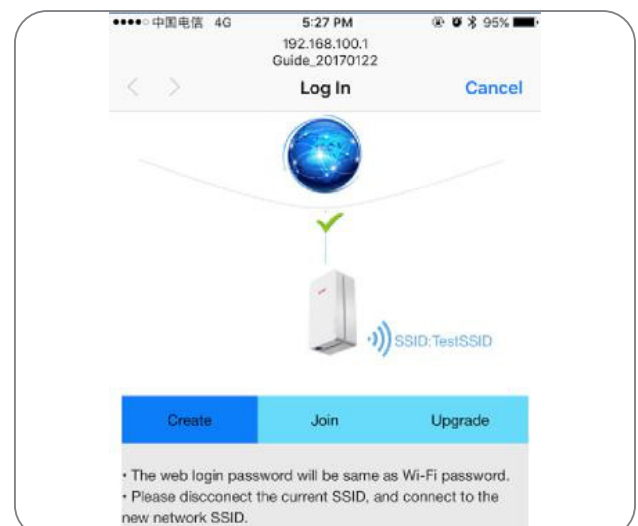 中国电信 4G 5:27 PM 95%
192.168.100.1
Guide_20170122
Log In Cancel
SSID:TestSSID
Create Join Upgrade
• The web login password will be same as Wi-Fi password.
• Please discconect the current SSID, and connect to the
new network SSID.